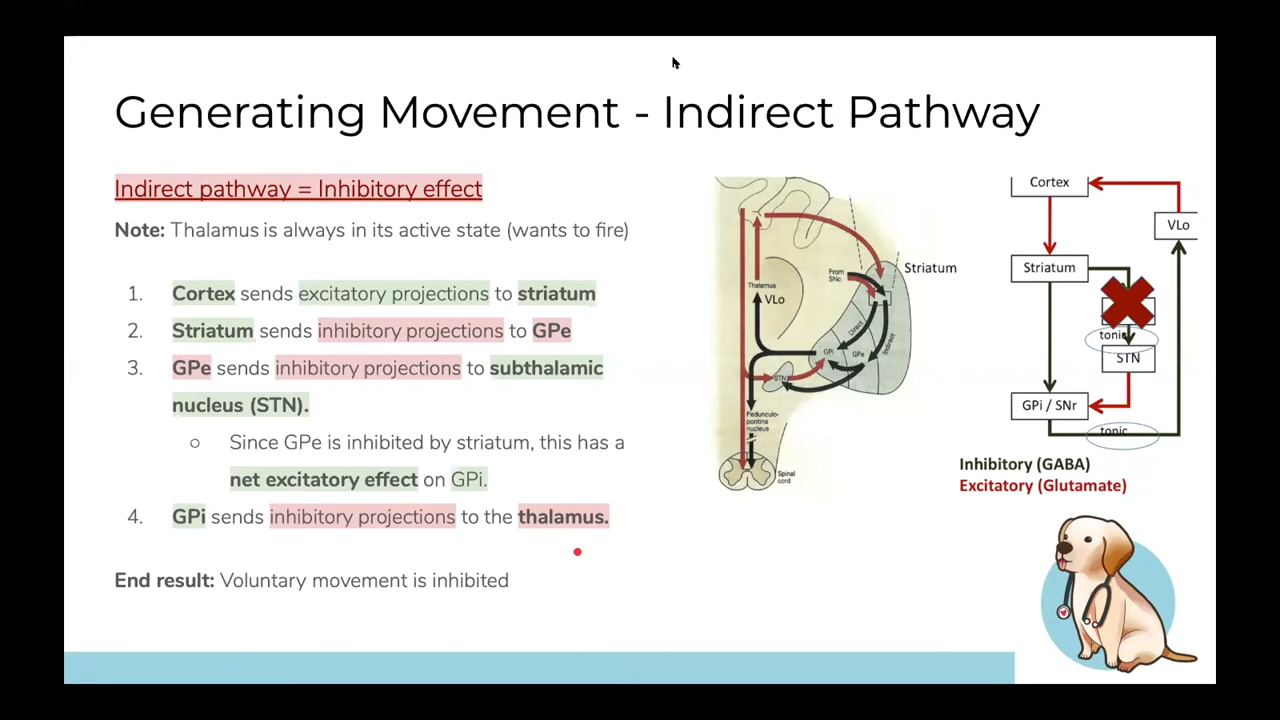 Generating Movement - Indirect Pathway
Indirect pathway = Inhibitory effect
Note: Thalamus is always in its active state (wants to fire)
1. Cortex sends excitatory projections to striatum
2. Striatum sends inhibitory projections to GPe
3. GPe sends inhibitory projections to subthalamic
nucleus (STN).
○ Since GPe is inhibited by striatum, this has a
net excitatory effect on GPi.
4. GPi sends inhibitory projections to the thalamus.
End result: Voluntary movement is inhibited
From
SNc
Striatum
Thalamus
VLo
Direct
Indirect
GPi
GPe
STN
Pedunculo-
pontine
nucleus
Spinal
cord
Cortex
VLo
Striatum
tonic
STN
GPi / SNr
tonic
Inhibitory (GABA)
Excitatory (Glutamate)